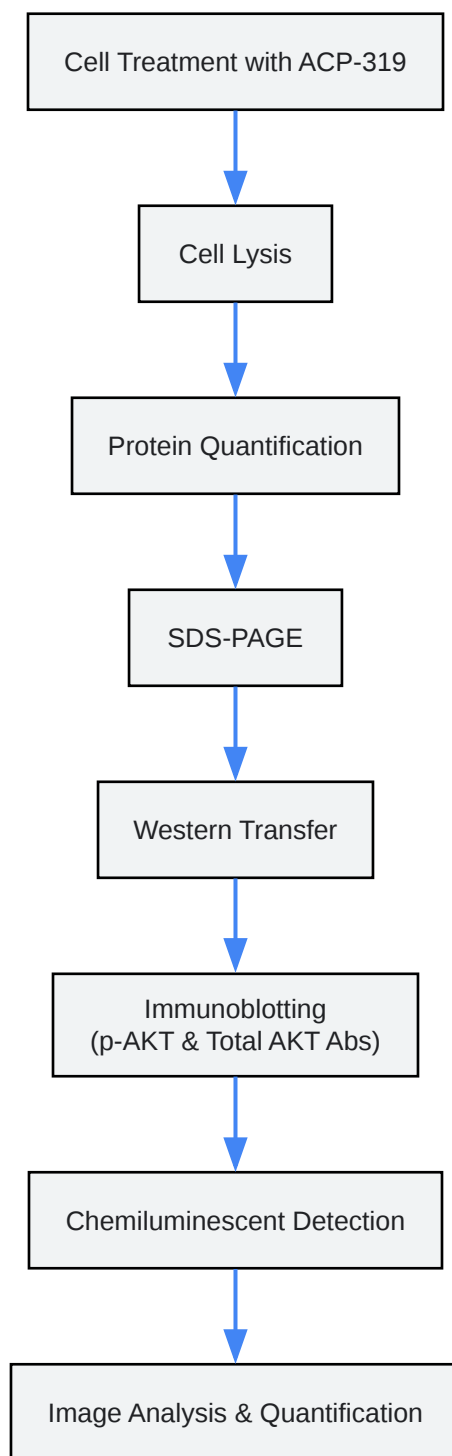 Cell Treatment with ACP-319
Cell Lysis
Protein Quantification
SDS-PAGE
Western Transfer
Immunoblotting
(p-AKT & Total AKT Abs)
Chemiluminescent Detection
Image Analysis & Quantification